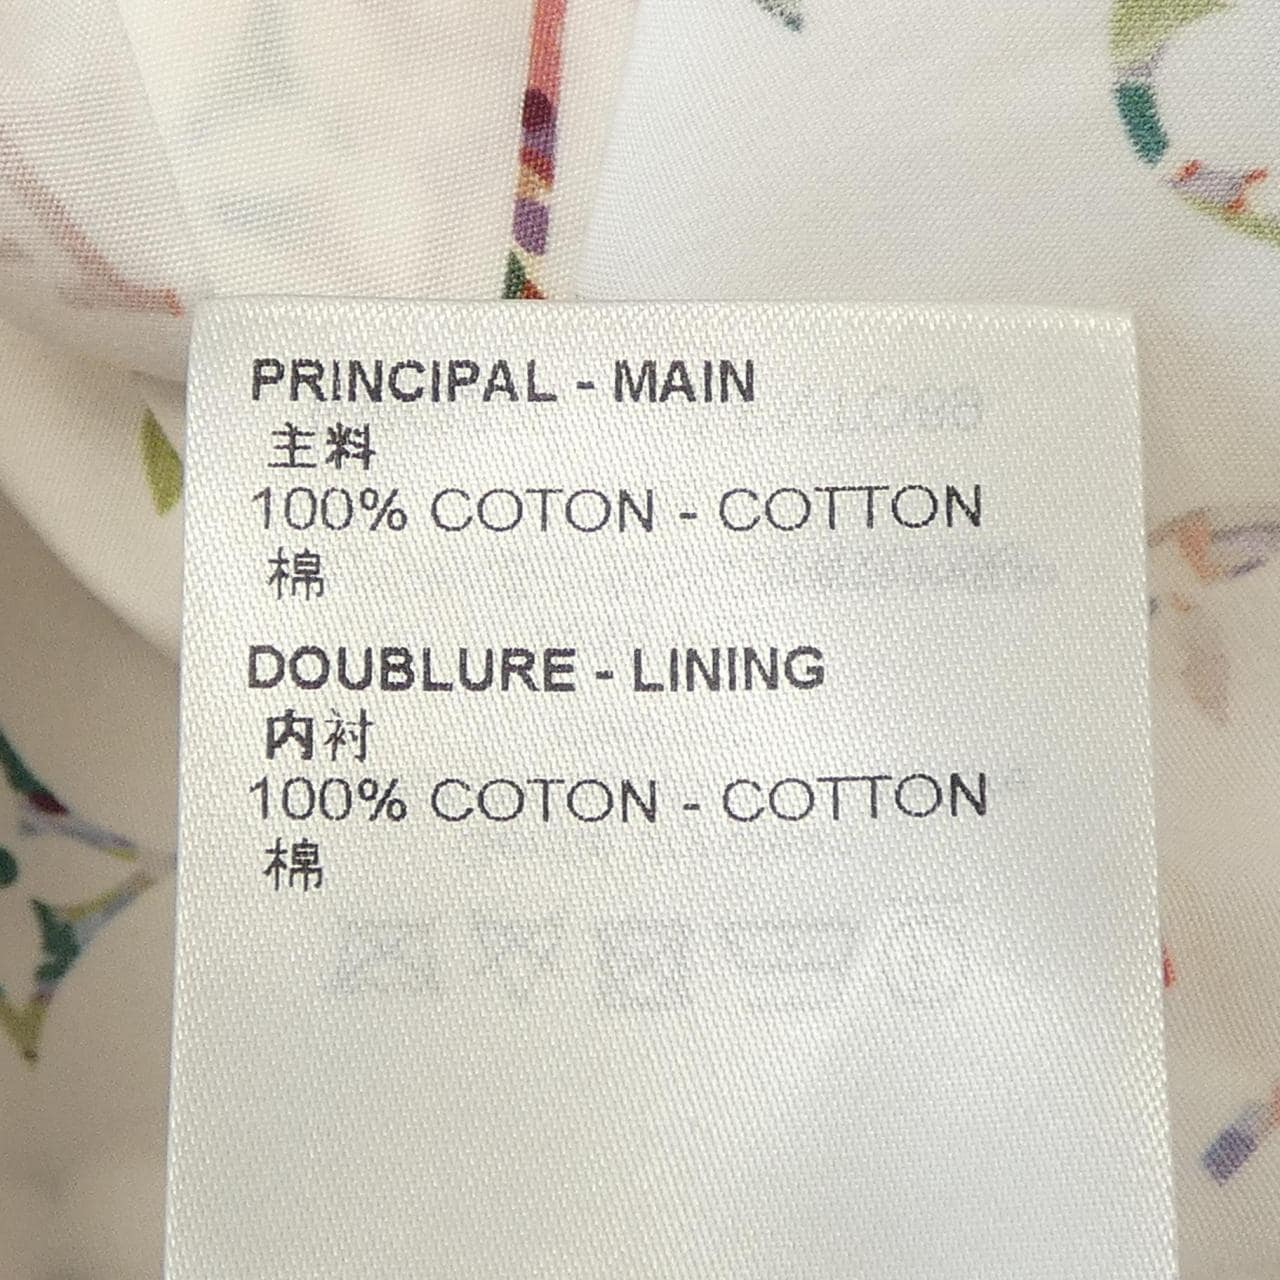 PRINCIPAL - MAIN
主料
100% COTON - COTTON
棉
DOUBLURE - LINING
内衬
100% COTON - COTTON
棉